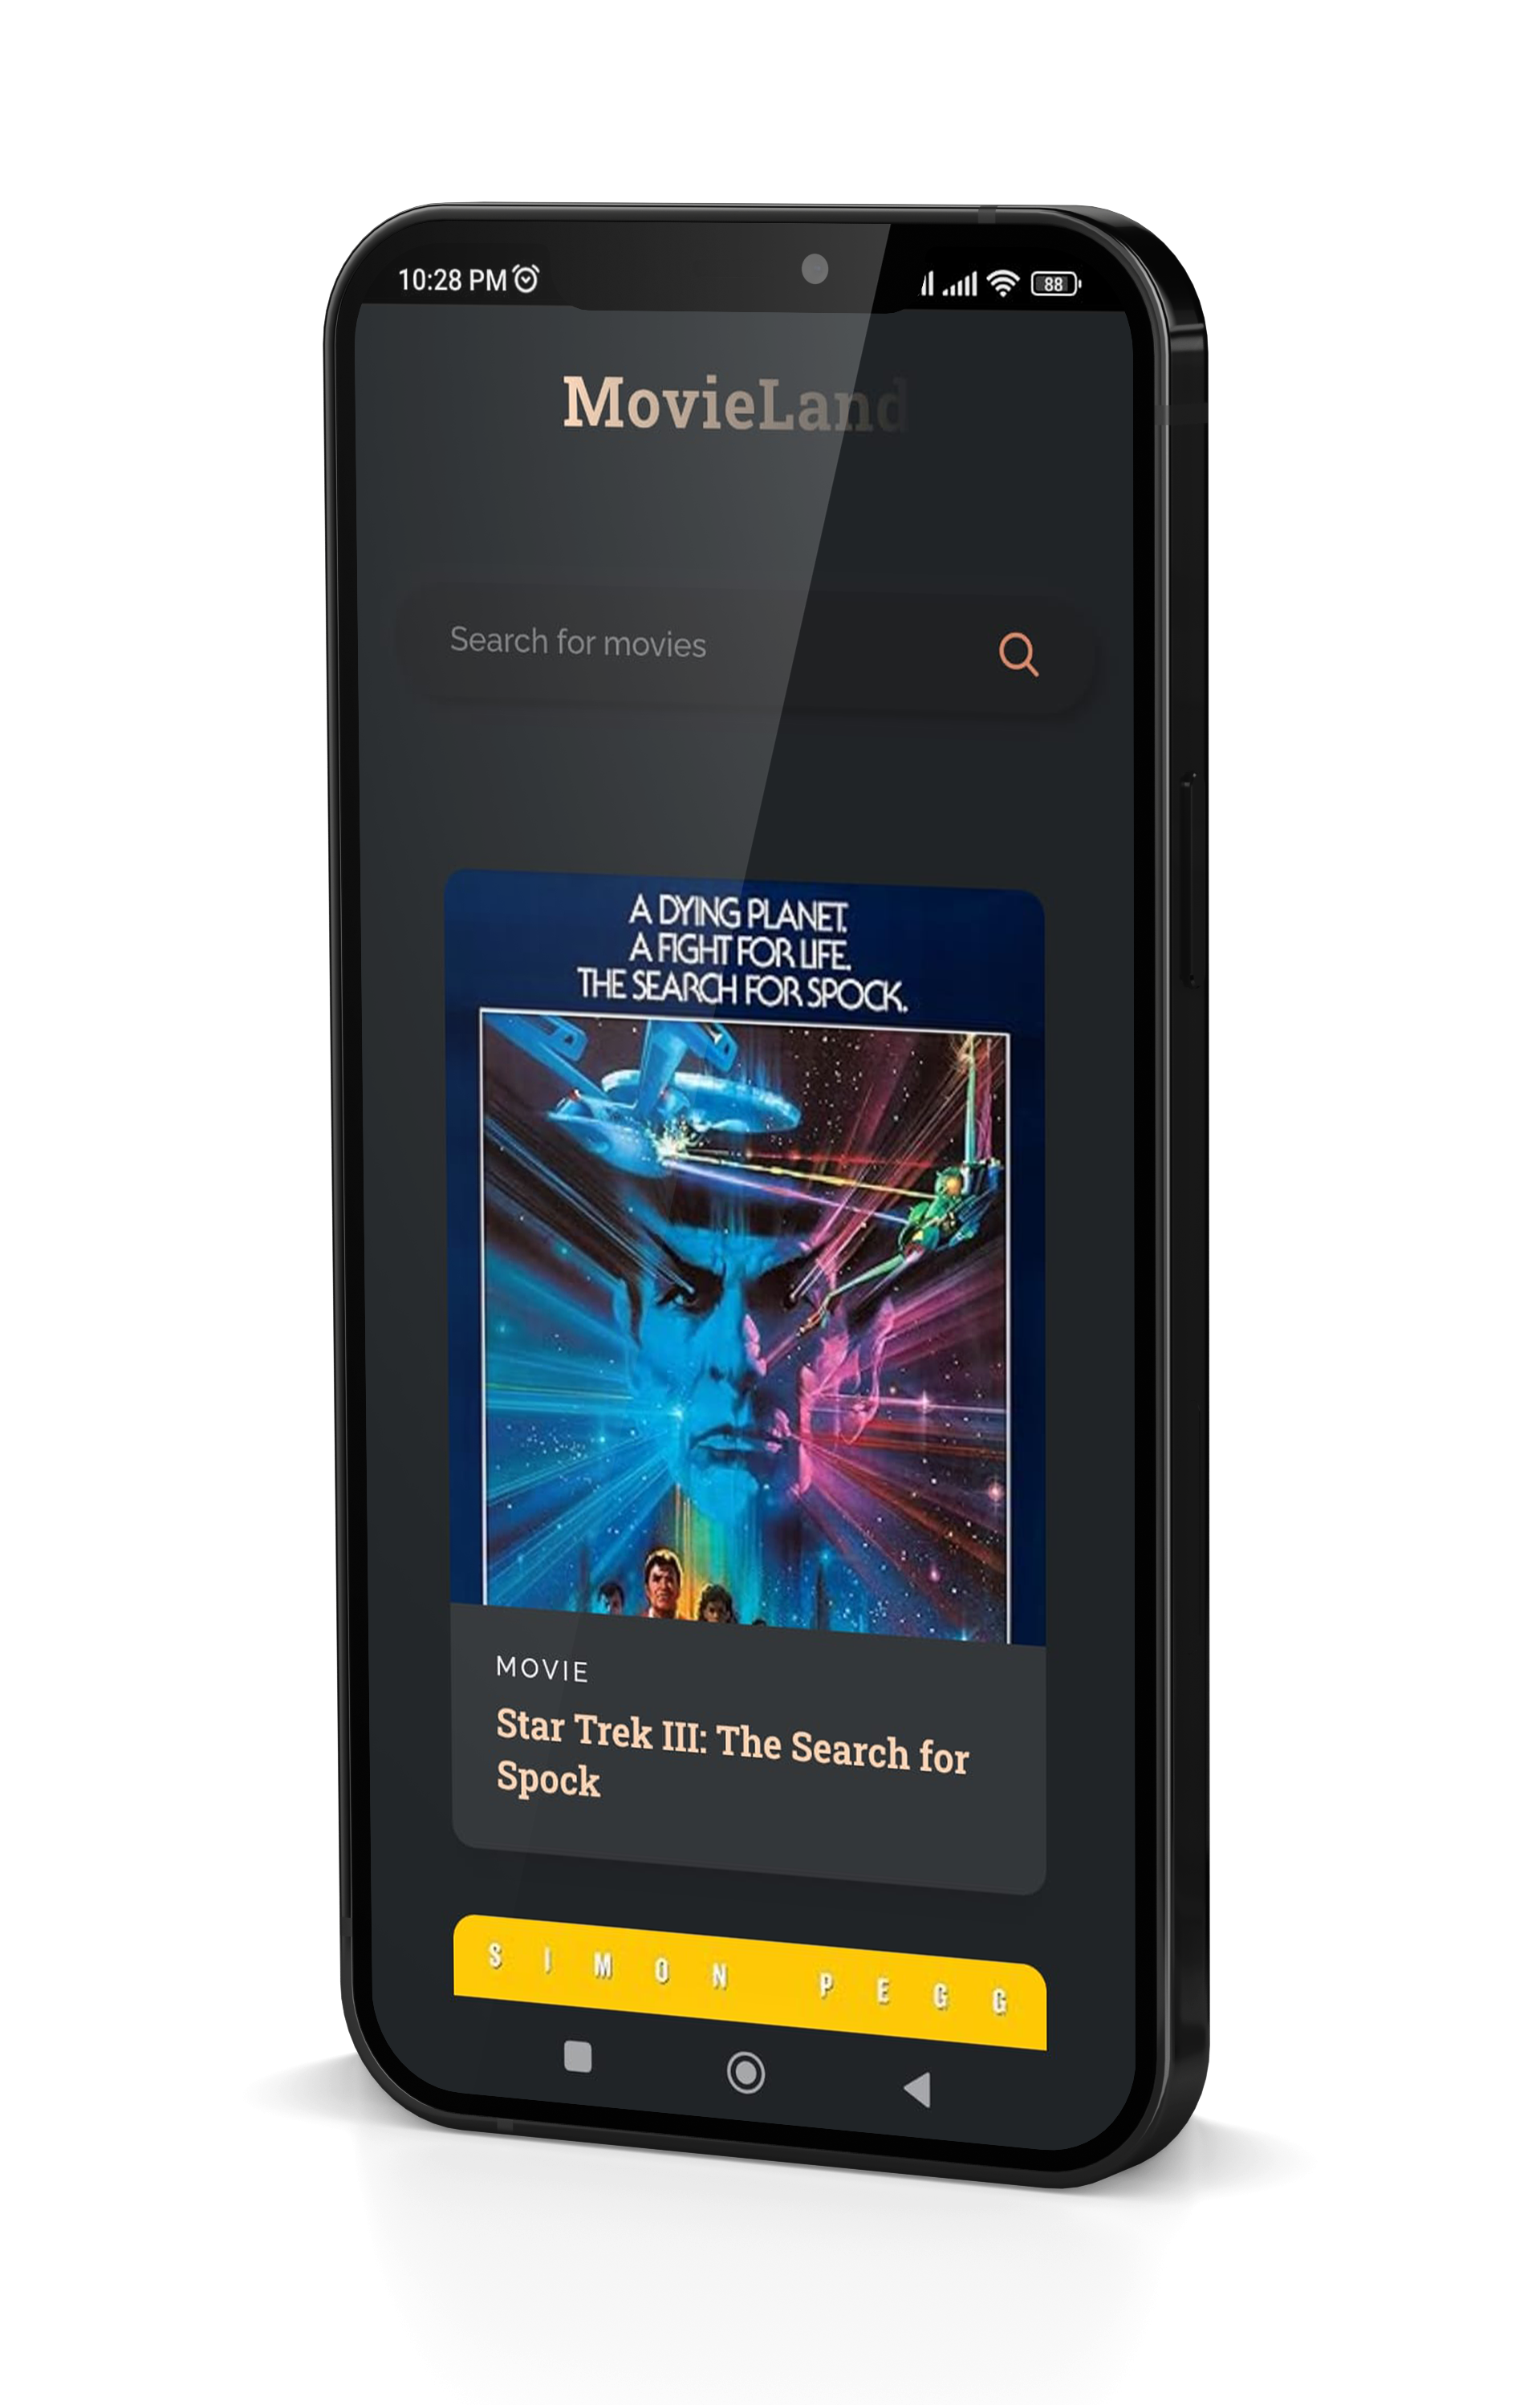 10:28 PM 88
MovieLand
Search for movies
A DYING PLANET.
A FIGHT FOR LIFE.
THE SEARCH FOR SPOCK.
MOVIE
Star Trek III: The Search for
Spock
SIMON PEGG